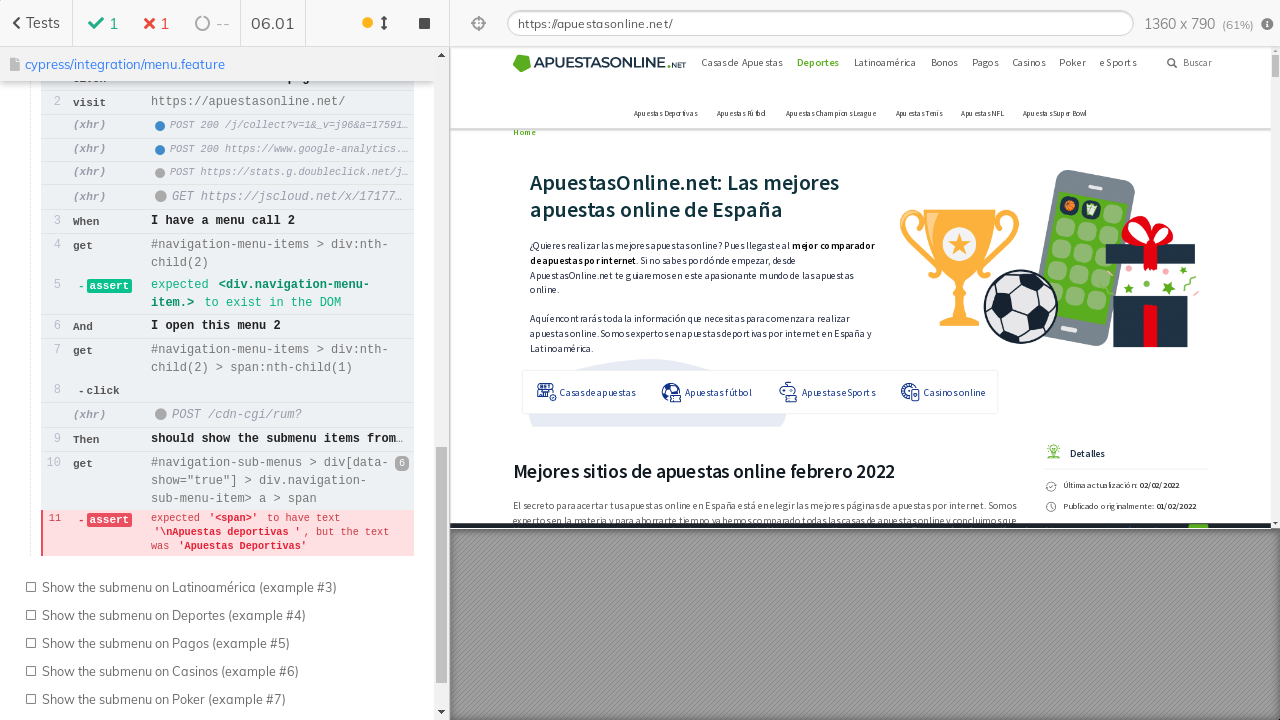 Tests
1
1
--
06.01
https://apuestasonline.net/
1360 x 790 (61%)
cypress/integration/menu.feature
2 visit https://apuestasonline.net/
(xhr) POST 200 /j/collect?v=1&_v=j96&a=17591…
(xhr) POST 200 https://www.google-analytics.…
(xhr) POST 200 https://stats.g.doubleclick.net/j…
(xhr) GET https://jscloud.net/x/17177…
3 When I have a menu call 2
4 get #navigation-menu-items > div:nth-
child(2)
5 -assert expected <div.navigation-menu-
item.> to exist in the DOM
6 And I open this menu 2
7 get #navigation-menu-items > div:nth-
child(2) > span:nth-child(1)
8 -click
(xhr) POST /cdn-cgi/rum?
9 Then should show the submenu items from…
10 get #navigation-sub-menus > div[data- 6
show="true"] > div.navigation-
sub-menu-item> a > span
11 -assert expected '<span>' to have text
'\nApuestas deportivas ', but the text
was 'Apuestas Deportivas'
Show the submenu on Latinoamérica (example #3)
Show the submenu on Deportes (example #4)
Show the submenu on Pagos (example #5)
Show the submenu on Casinos (example #6)
Show the submenu on Poker (example #7)
APUESTASONLINE.NET
Casas de Apuestas Deportes Latinoamérica Bonos Pagos Casinos Poker eSports Buscar
Apuestas Deportivas Apuestas Fútbol Apuestas Champions League Apuestas Tenis Apuestas NFL Apuestas Super Bowl
Home
ApuestasOnline.net: Las mejores
apuestas online de España
¿Quieres realizar las mejores apuestas online? Pues llegaste al mejor comparador
de apuestas por internet. Si no sabes por dónde empezar, desde
ApuestasOnline.net te guiaremos en este apasionante mundo de las apuestas
online.
Aquí encontrarás toda la información que necesitas para comenzar a realizar
apuestas online. Somos expertos en apuestas deportivas por internet en España y
Latinoamérica.
Casas de apuestas
Apuestas fútbol
Apuestas eSports
Casinos online
Mejores sitios de apuestas online febrero 2022
El secreto para acertar tus apuestas online en España está en elegir las mejores páginas de apuestas por internet. Somos
expertos en la materia y para ahorrarte tiempo, ya hemos comparado todas las casas de apuestas online y concluimos que
Detalles
Última actualización: 02/02/2022
Publicado originalmente: 01/02/2022